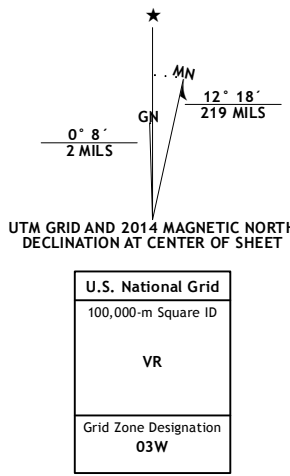 ★
MN
GN
12° 18´
219 MILS
0° 8´
2 MILS
UTM GRID AND 2014 MAGNETIC NORTH
DECLINATION AT CENTER OF SHEET
U.S. National Grid
100,000-m Square ID
VR
Grid Zone Designation
03W